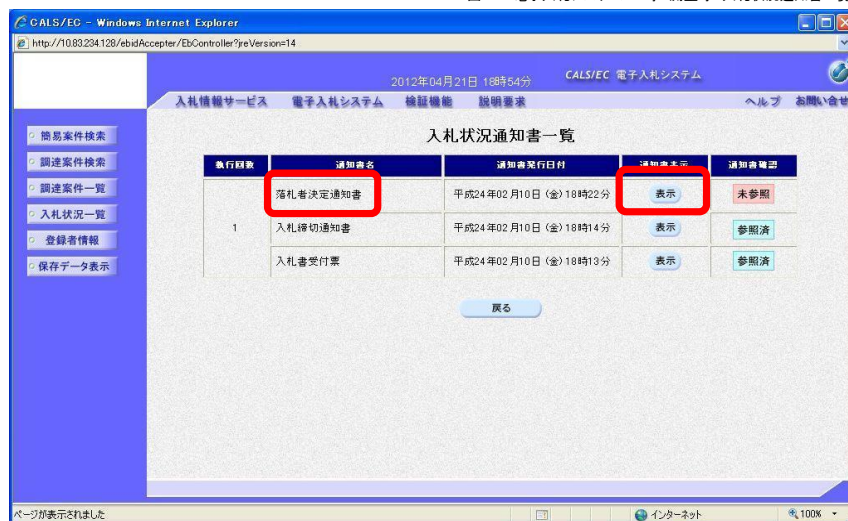 CALS/EC - Windows Internet Explorer
http://10.83.234.128/ebidAccepter/EbController?jreVersion=14
2012年04月21日 18時54分 CALS/EC 電子入札システム
入札情報サービス 電子入札システム 検証機能 説明要求 ヘルプ お問い合せ
簡易案件検索
調達案件検索
調達案件一覧
入札状況一覧
登録者情報
保存データ表示
入札状況通知書一覧
執行回数 通知書名 通知書発行日付 通知書表示 通知書確認
落札者決定通知書 平成24年02月10日 (金) 18時22分 表示 未参照
1 入札締切通知書 平成24年02月10日 (金) 18時14分 表示 参照済
入札書受付票 平成24年02月10日 (金) 18時13分 表示 参照済
戻る
ページが表示されました インターネット 100%